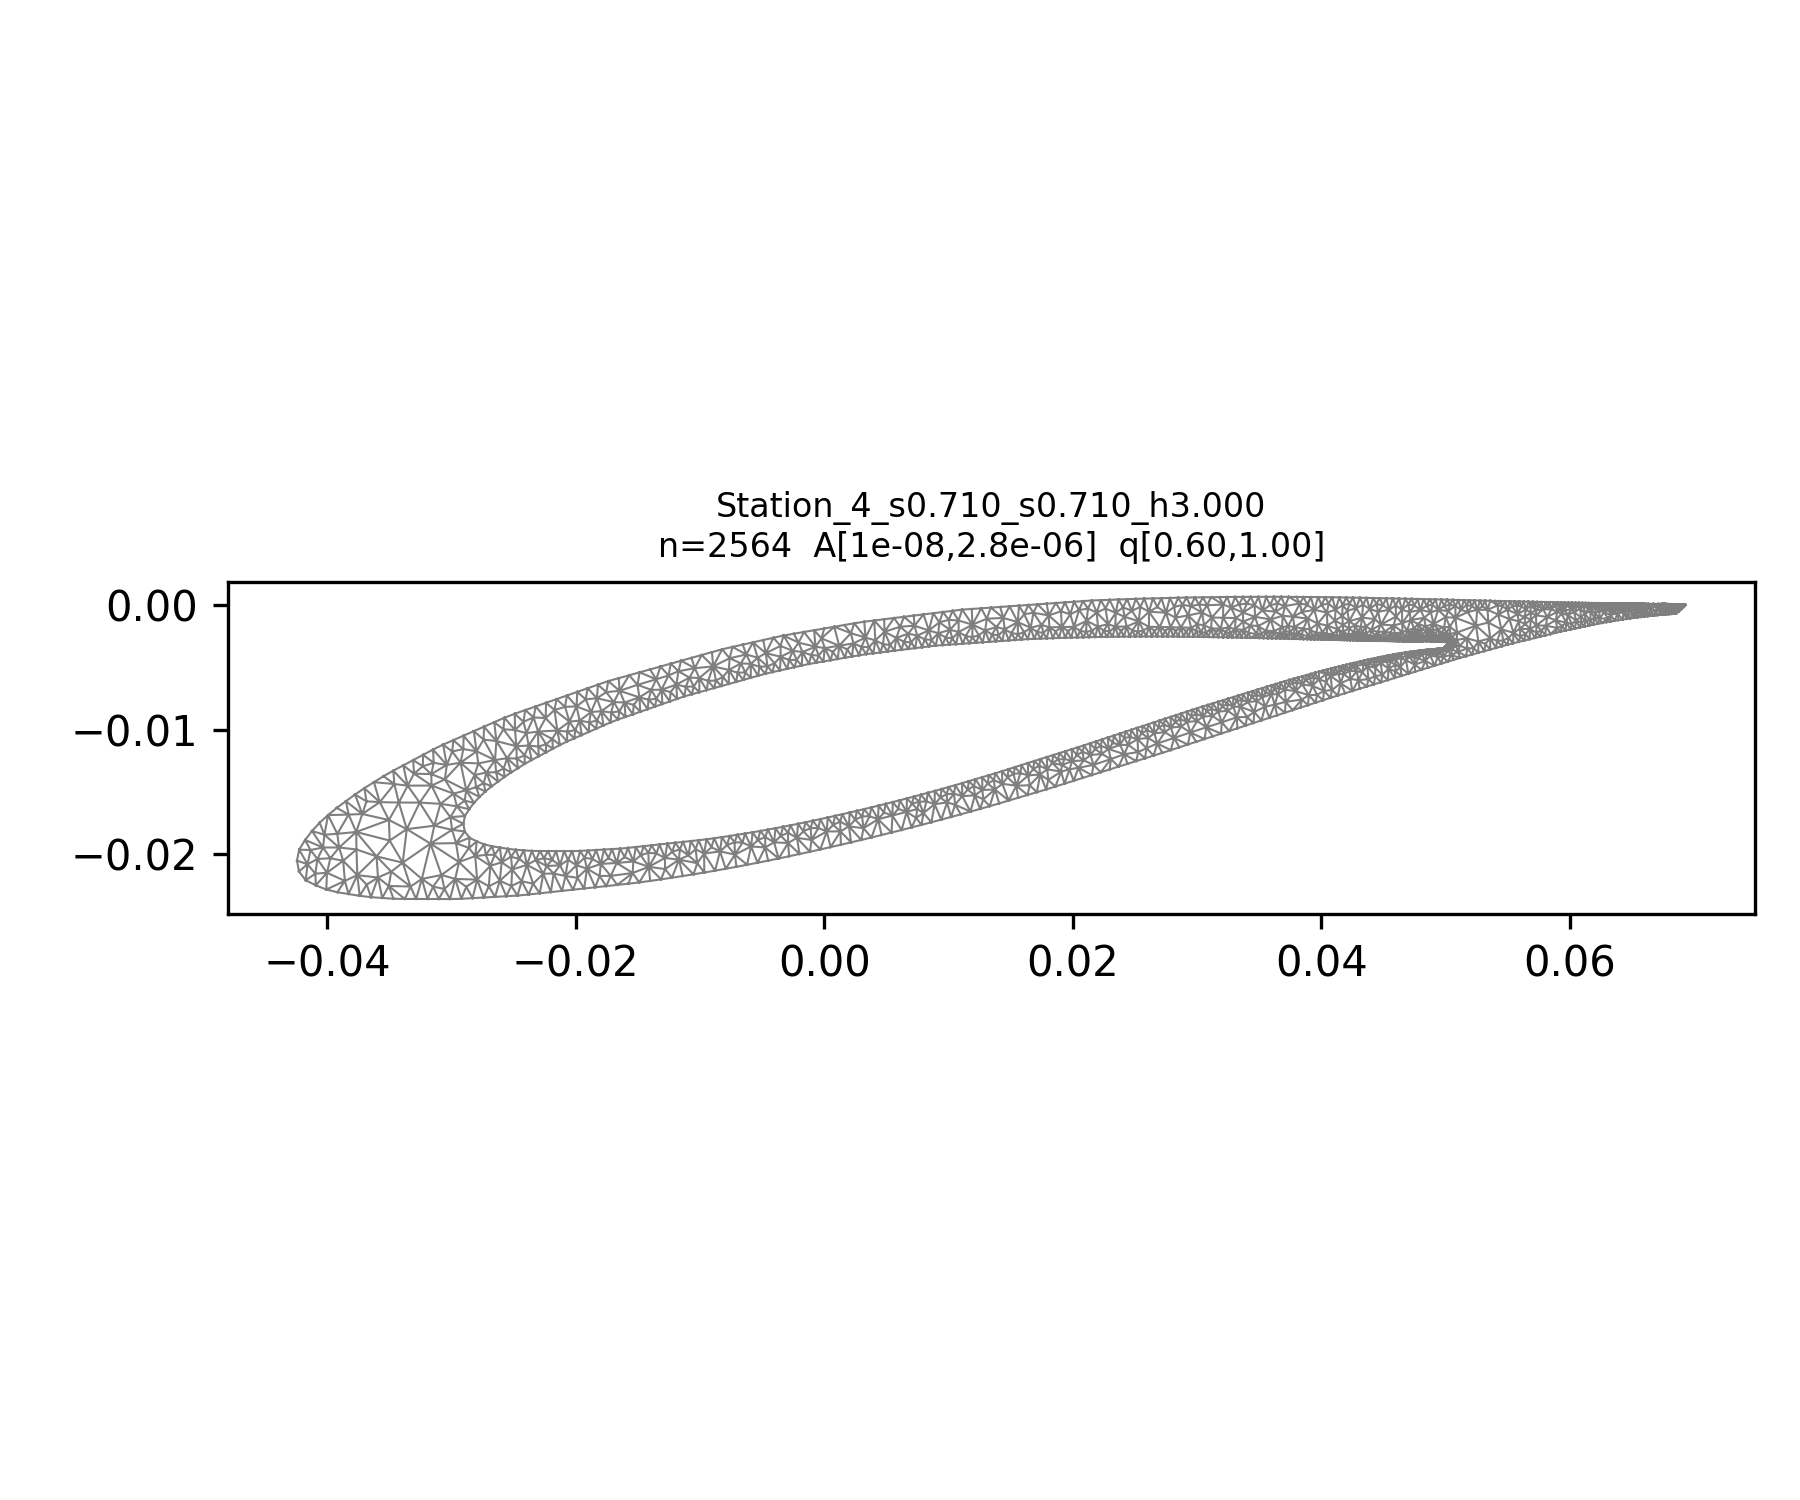 Station_4_s0.710_s0.710_h3.000
n=2564  A[1e-08,2.8e-06]  q[0.60,1.00]
0.00
−0.01
−0.02
−0.04 −0.02 0.00 0.02 0.04 0.06